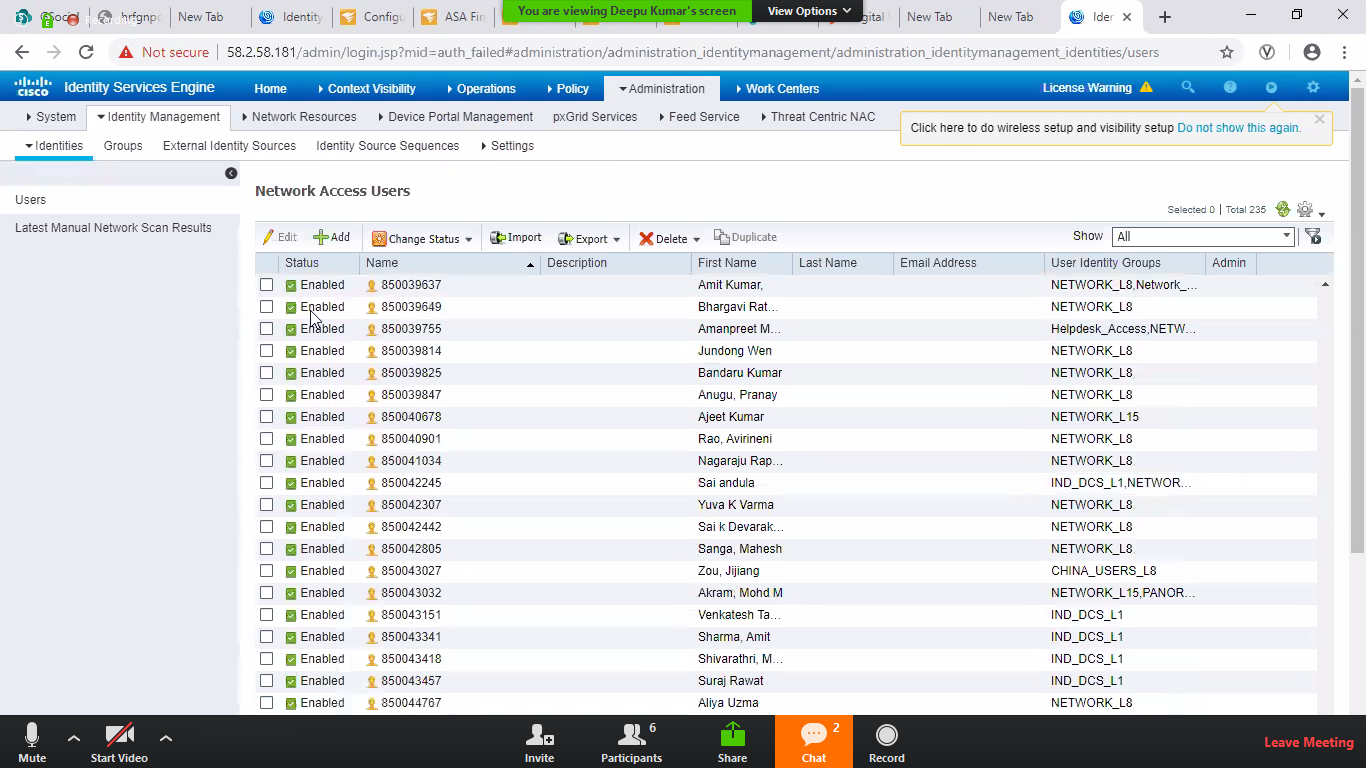 Social
Recording
gnpc
New Tab
Identity
Configu
ASA Fir
You are viewing Deepu Kumar's screen
View Options
igital V
New Tab
New Tab
Ider
Not secure
58.2.58.181/admin/login.jsp?mid=auth_failed#administration/administration_identitymanagement/administration_identitymanagement_identities/users
CISCO
Identity Services Engine
Home
Context Visibility
Operations
Policy
Administration
Work Centers
License Warning
System
Identity Management
Network Resources
Device Portal Management
pxGrid Services
Feed Service
Threat Centric NAC
Click here to do wireless setup and visibility setup Do not show this again.
Identities
Groups
External Identity Sources
Identity Source Sequences
Settings
Users
Latest Manual Network Scan Results
Network Access Users
Selected 0 | Total 235
Edit
Add
Change Status
Import
Export
Delete
Duplicate
Show
All
Status Name Description First Name Last Name Email Address User Identity Groups Admin
Enabled 850039637 Amit Kumar, NETWORK_L8,Network_...
Enabled 850039649 Bhargavi Rat... NETWORK_L8
Enabled 850039755 Amanpreet M... Helpdesk_Access,NETW...
Enabled 850039814 Jundong Wen NETWORK_L8
Enabled 850039825 Bandaru Kumar NETWORK_L8
Enabled 850039847 Anugu, Pranay NETWORK_L8
Enabled 850040678 Ajeet Kumar NETWORK_L15
Enabled 850040901 Rao, Avirineni NETWORK_L8
Enabled 850041034 Nagaraju Rap... NETWORK_L8
Enabled 850042245 Sai andula IND_DCS_L1,NETWOR...
Enabled 850042307 Yuva K Varma NETWORK_L8
Enabled 850042442 Sai k Devarak... NETWORK_L8
Enabled 850042805 Sanga, Mahesh NETWORK_L8
Enabled 850043027 Zou, Jijiang CHINA_USERS_L8
Enabled 850043032 Akram, Mohd M NETWORK_L15,PANOR...
Enabled 850043151 Venkatesh Ta... IND_DCS_L1
Enabled 850043341 Sharma, Amit IND_DCS_L1
Enabled 850043418 Shivarathri, M... IND_DCS_L1
Enabled 850043457 Suraj Rawat IND_DCS_L1
Enabled 850044767 Aliya Uzma NETWORK_L8
Mute
Start Video
Invite
6
Participants
Share
2
Chat
Record
Leave Meeting